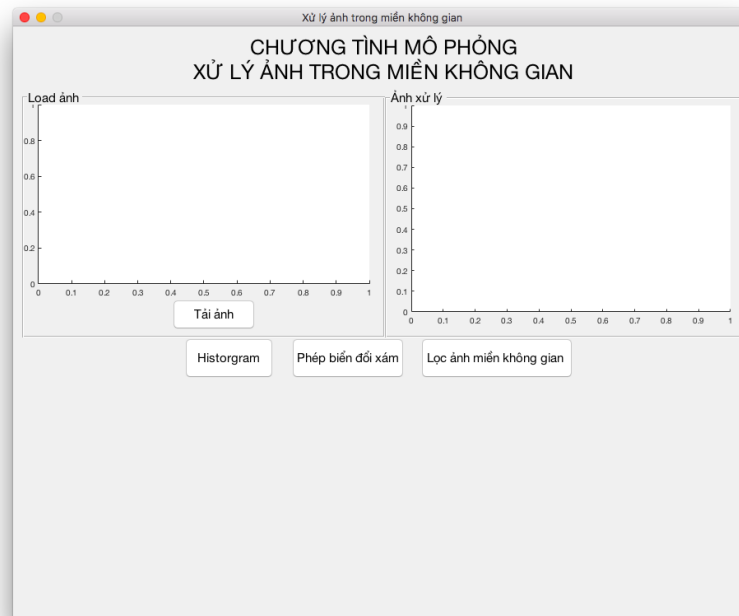 Xử lý ảnh trong miền không gian
CHƯƠNG TÌNH MÔ PHỎNG
XỬ LÝ ẢNH TRONG MIỀN KHÔNG GIAN
Load ảnh
1
0.8
0.6
0.4
0.2
0
0 0.1 0.2 0.3 0.4 0.5 0.6 0.7 0.8 0.9 1
Tải ảnh
Ảnh xử lý
1
0.9
0.8
0.7
0.6
0.5
0.4
0.3
0.2
0.1
0
0 0.1 0.2 0.3 0.4 0.5 0.6 0.7 0.8 0.9 1
Historgram Phép biển đổi xám Lọc ảnh miền không gian